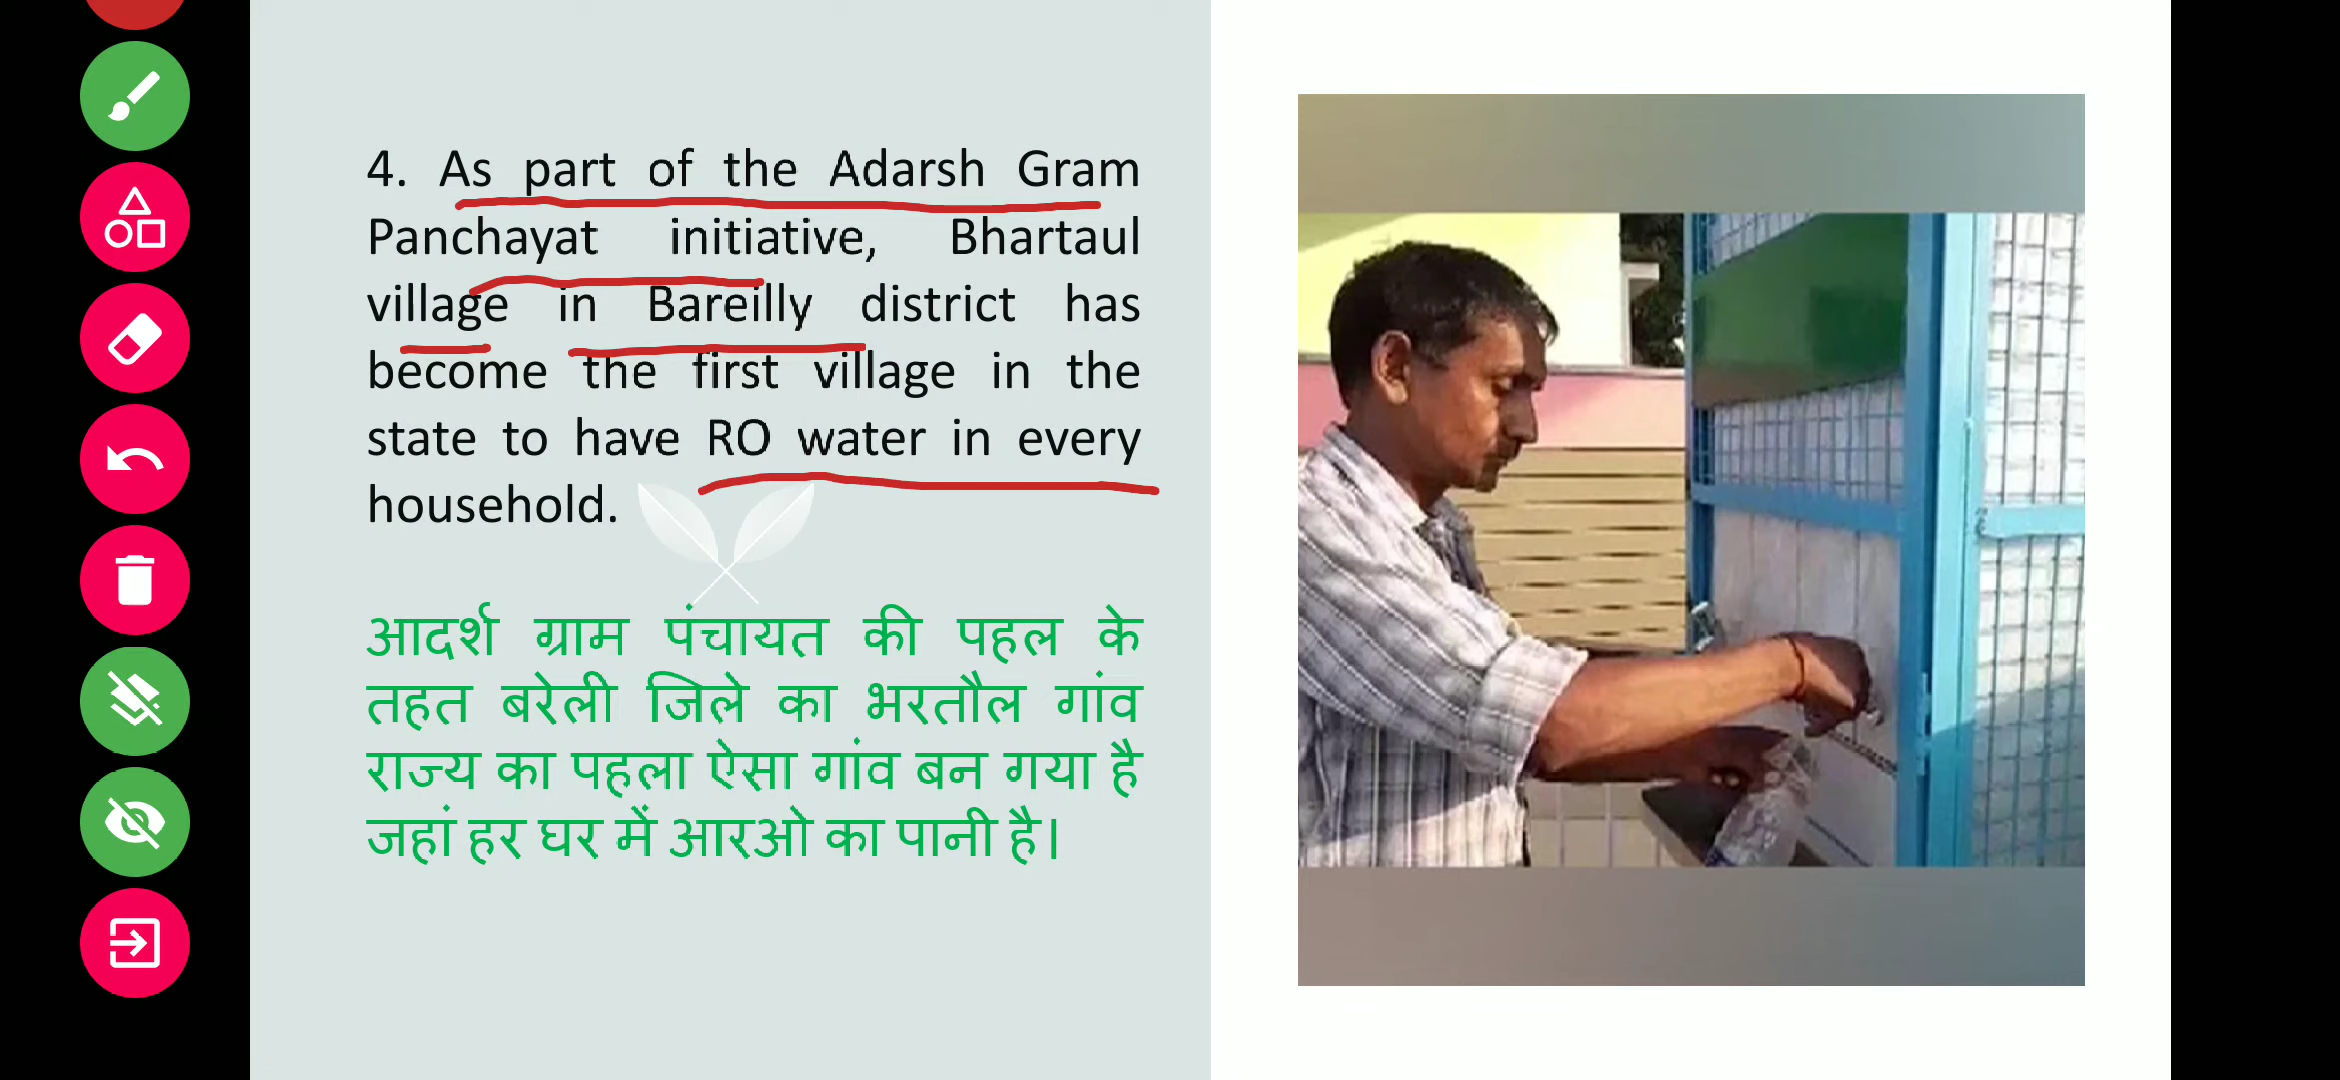 4. As part of the Adarsh Gram
Panchayat initiative, Bhartaul
village in Bareilly district has
become the first village in the
state to have RO water in every
household.
आदर्श ग्राम पंचायत की पहल के
तहत बरेली जिले का भरतौल गांव
राज्य का पहला ऐसा गांव बन गया है
जहां हर घर में आरओ का पानी है।